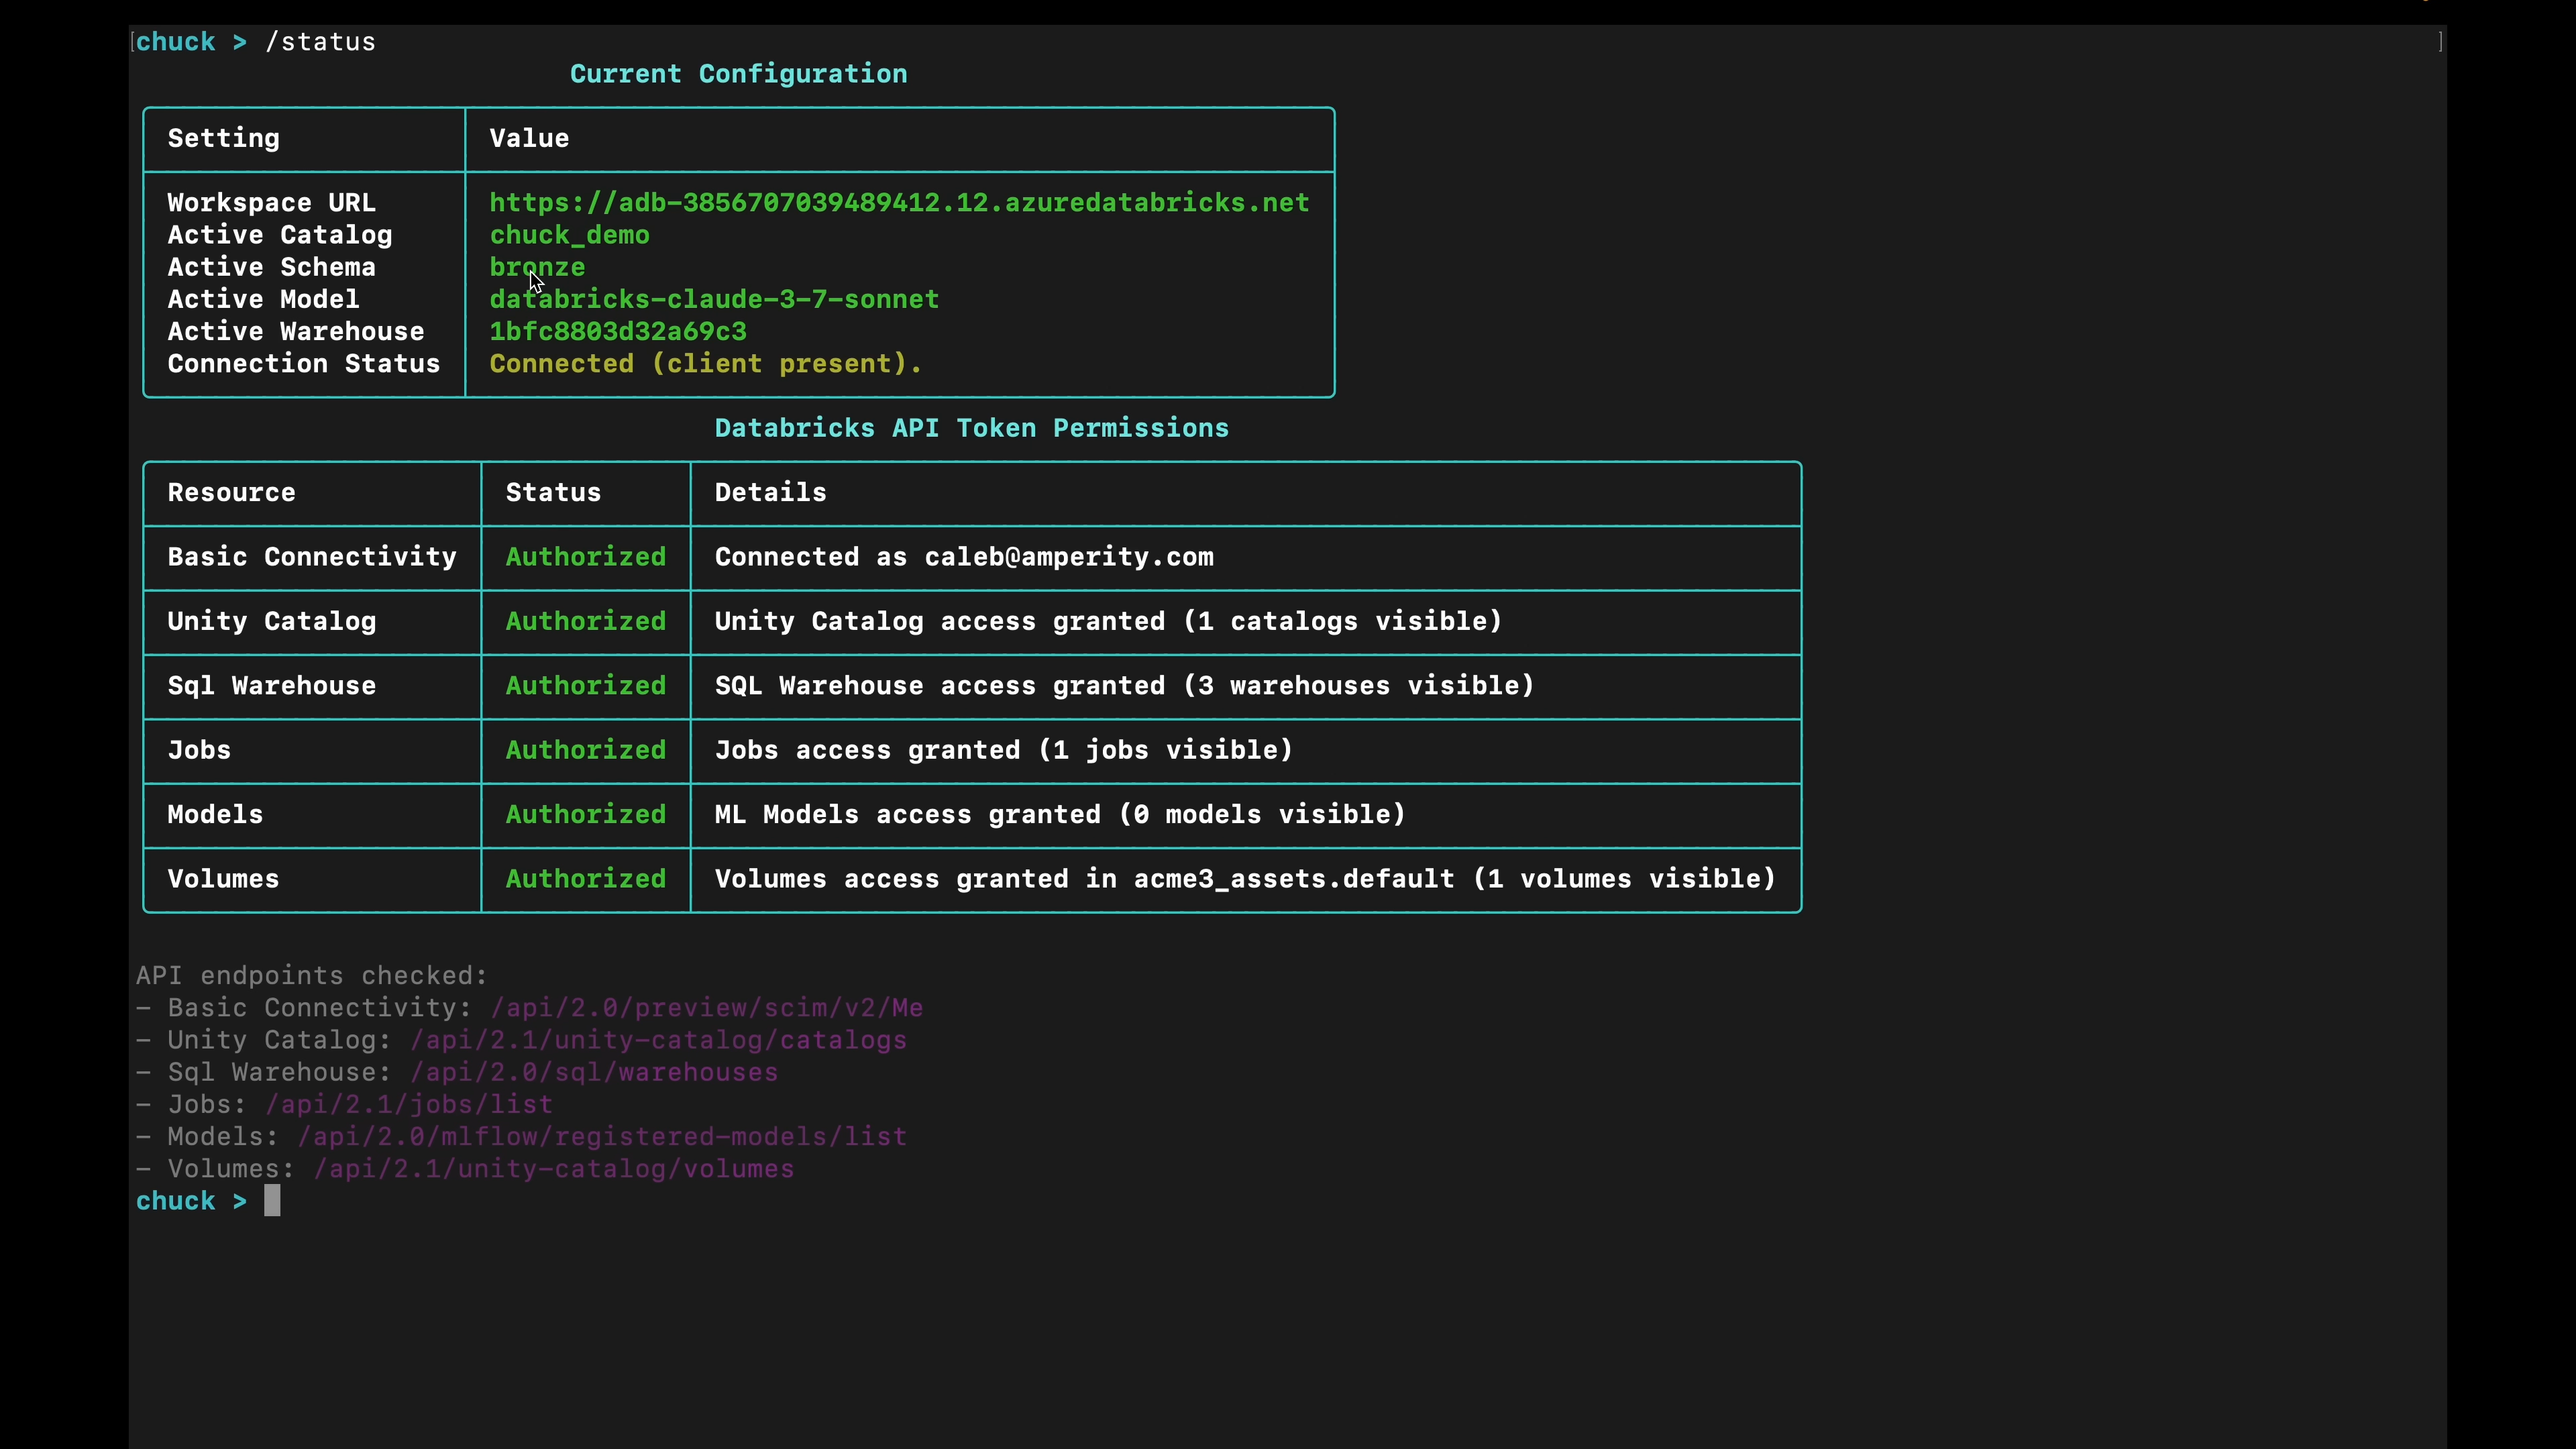 chuck > /status
Current Configuration
Setting Value
Workspace URL https://adb-3856707039489412.12.azuredatabricks.net
Active Catalog chuck_demo
Active Schema bronze
Active Model databricks-claude-3-7-sonnet
Active Warehouse 1bfc8803d32a69c3
Connection Status Connected (client present).
Databricks API Token Permissions
Resource Status Details
Basic Connectivity Authorized Connected as caleb@amperity.com
Unity Catalog Authorized Unity Catalog access granted (1 catalogs visible)
Sql Warehouse Authorized SQL Warehouse access granted (3 warehouses visible)
Jobs Authorized Jobs access granted (1 jobs visible)
Models Authorized ML Models access granted (0 models visible)
Volumes Authorized Volumes access granted in acme3_assets.default (1 volumes visible)
API endpoints checked:
- Basic Connectivity: /api/2.0/preview/scim/v2/Me
- Unity Catalog: /api/2.1/unity-catalog/catalogs
- Sql Warehouse: /api/2.0/sql/warehouses
- Jobs: /api/2.1/jobs/list
- Models: /api/2.0/mlflow/registered-models/list
- Volumes: /api/2.1/unity-catalog/volumes
chuck >